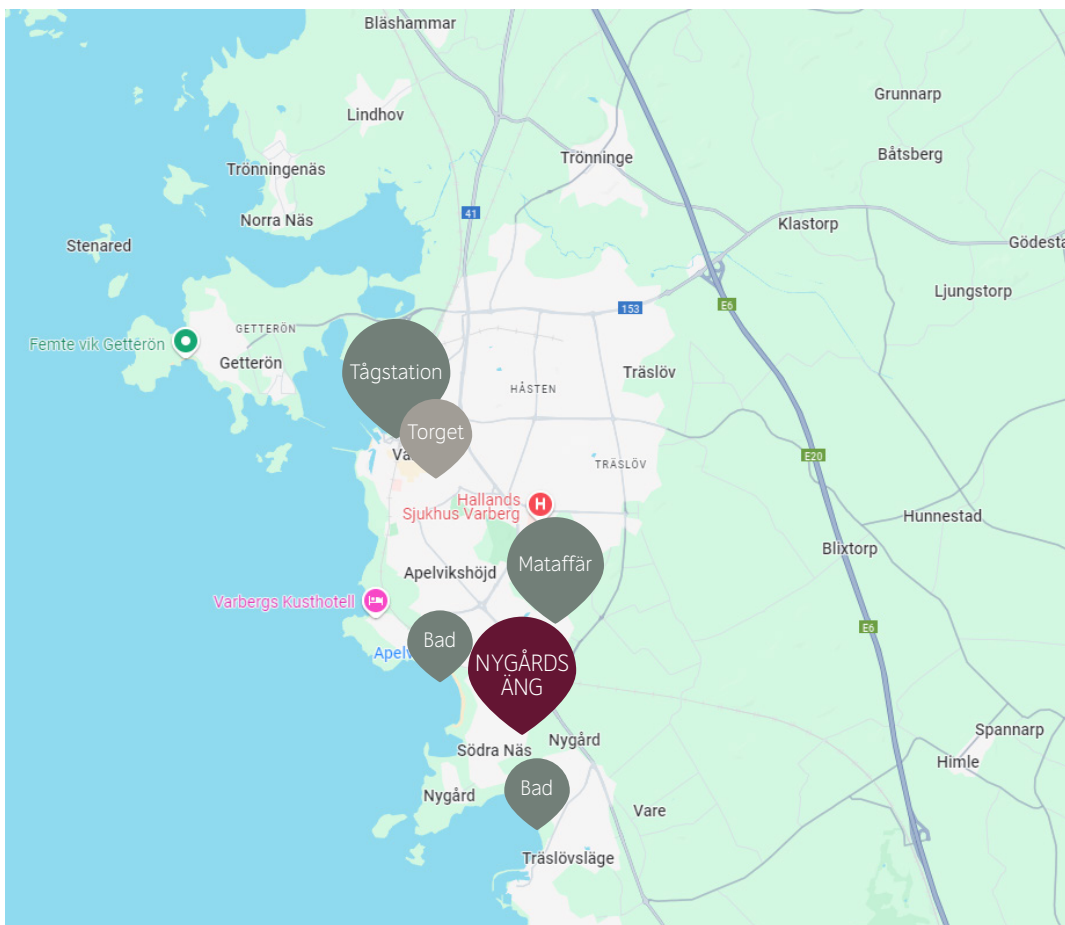 Bläshammar
Grunnarp
Lindhov
Båtsberg
Trönninge
Trönningenäs
Norra Näs
41
Klastorp
Stenared
Gödesta
Ljungstorp
E6
153
GETTERÖN
Femte vik Getterön
Getterön
Tågstation
Träslöv
HÅSTEN
Torget
Va
E20
TRÄSLÖV
Hallands
Sjukhus Varberg
H
Hunnestad
Blixtorp
Mataffär
Apelvikshöjd
Varbergs Kusthotell
E6
Bad
Apelv
NYGÅRDS
ÄNG
Spannarp
Nygård
Södra Näs
Himle
Bad
Nygård
Vare
Träslövsläge